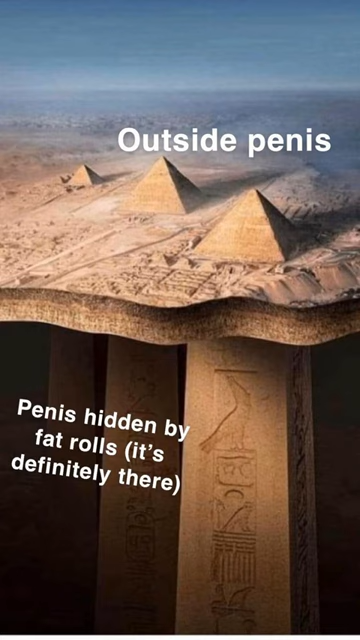 Outside penis
Penis hidden by
fat rolls (it's
definitely there)